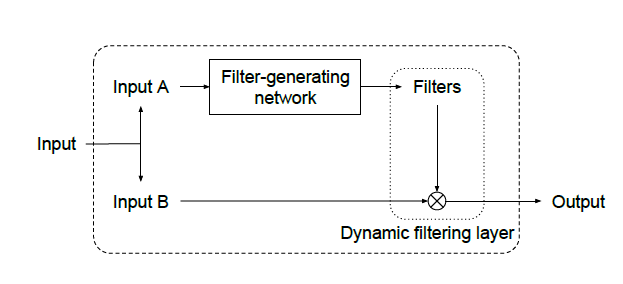 Input
Input A
Filter-generating
network
Filters
Input B
Output
Dynamic filtering layer